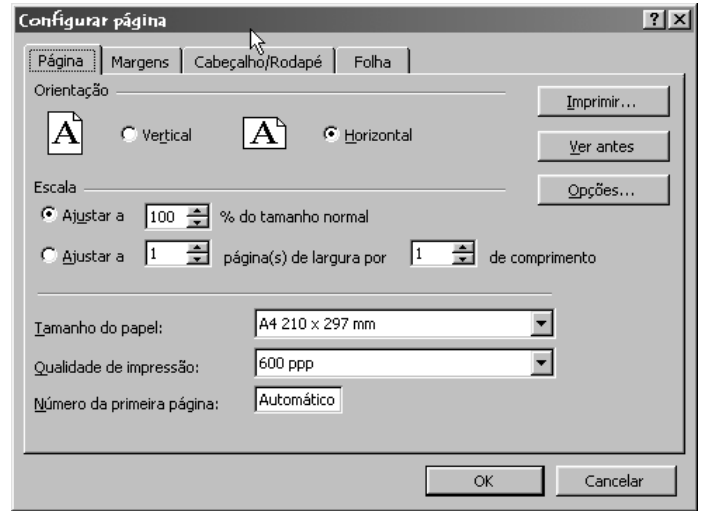 Configurar página
Página Margens Cabeçalho/Rodapé Folha
Orientação
A Vertical A Horizontal
Imprimir...
Ver antes
Opções...
Escala
Ajustar a 100 % do tamanho normal
Ajustar a 1 página(s) de largura por 1 de comprimento
Tamanho do papel: A4 210 x 297 mm
Qualidade de impressão: 600 ppp
Número da primeira página: Automático
OK Cancelar